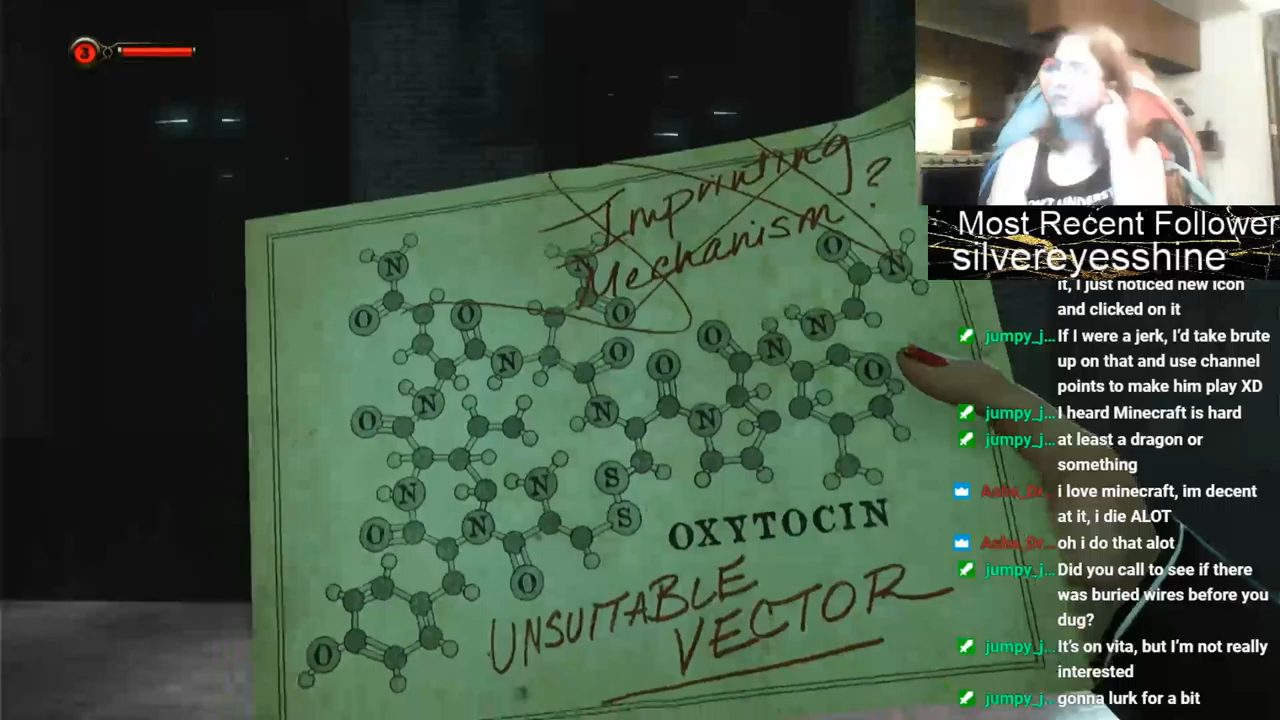 3
Imprinting
Mechanism?
OXYTOCIN
UNSUITABLE
VECTOR
Most Recent Follower
silvereyesshine
it, I just noticed new icon
and clicked on it
jumpy_j... If I were a jerk, I'd take brute
up on that and use channel
points to make him play XD
jumpy_j... I heard Minecraft is hard
jumpy_j... at least a dragon or
something
i love minecraft, im decent
at it, i die ALOT
oh i do that alot
jumpy_j... Did you call to see if there
was buried wires before you
dug?
jumpy_j... It's on vita, but I'm not really
interested
jumpy_j... gonna lurk for a bit